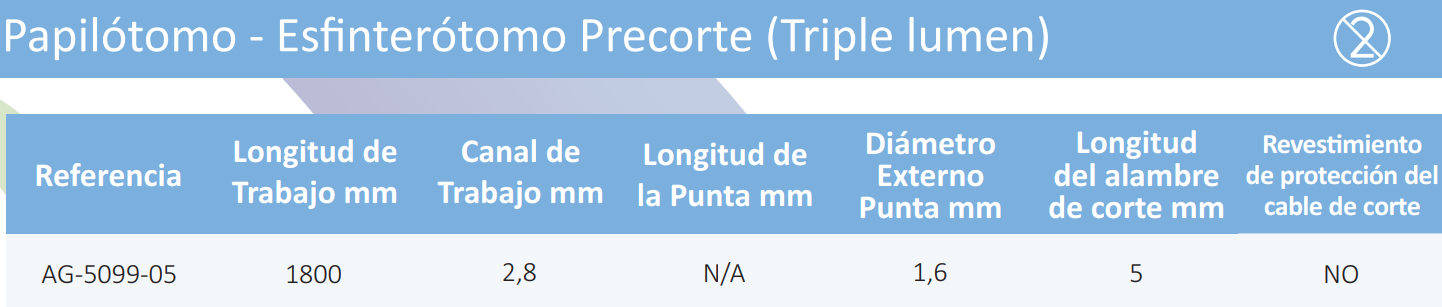 Papilótomo - Esfinterótomo Precorte (Triple lumen)
2
Referencia
Longitud de
Trabajo mm
Canal de
Trabajo mm
Longitud de
la Punta mm
Diámetro
Externo
Punta mm
Longitud
del alambre
de corte mm
Revestimiento
de protección del
cable de corte
AG-5099-05 1800 2,8 N/A 1,6 5 NO